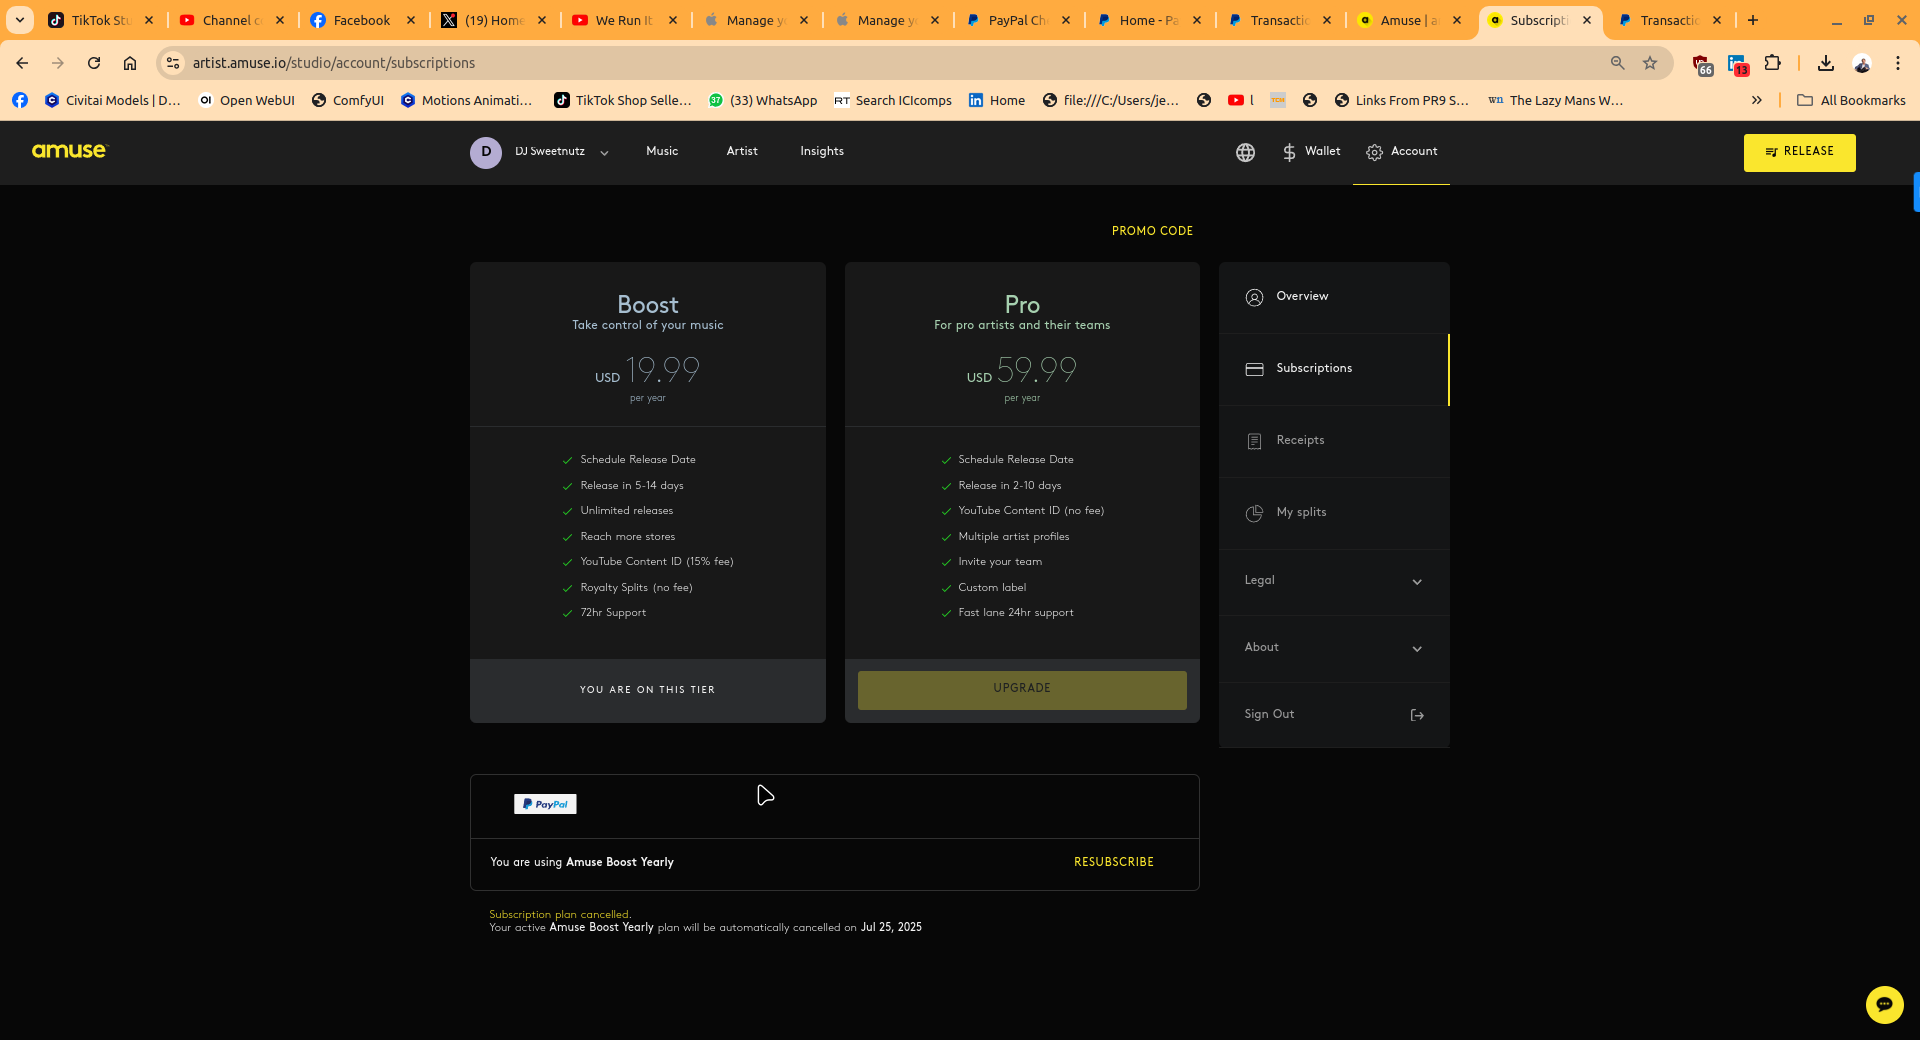 TikTok Stu
Channel c
Facebook
(19) Home
We Run It
Manage y
Manage y
PayPal Ch
Home - Pa
Transactio
Amuse | a
Subscripti
Transactio
artist.amuse.io/studio/account/subscriptions
66
13
Civitai Models | D...
Open WebUI
ComfyUI
Motions Animati...
TikTok Shop Selle...
(33) WhatsApp
Search ICIcomps
Home
file:///C:/Users/je...
l
Links From PR9 S...
The Lazy Mans W...
All Bookmarks
amuse
D
DJ Sweetnutz
Music
Artist
Insights
Wallet
Account
RELEASE
PROMO CODE
Boost
Take control of your music
USD 19.99
per year
Schedule Release Date
Release in 5-14 days
Unlimited releases
Reach more stores
YouTube Content ID (15% fee)
Royalty Splits (no fee)
72hr Support
YOU ARE ON THIS TIER
Pro
For pro artists and their teams
USD 59.99
per year
Schedule Release Date
Release in 2-10 days
YouTube Content ID (no fee)
Multiple artist profiles
Invite your team
Custom label
Fast lane 24hr support
UPGRADE
Overview
Subscriptions
Receipts
My splits
Legal
About
Sign Out
PayPal
You are using Amuse Boost Yearly
RESUBSCRIBE
Subscription plan cancelled.
Your active Amuse Boost Yearly plan will be automatically cancelled on Jul 25, 2025